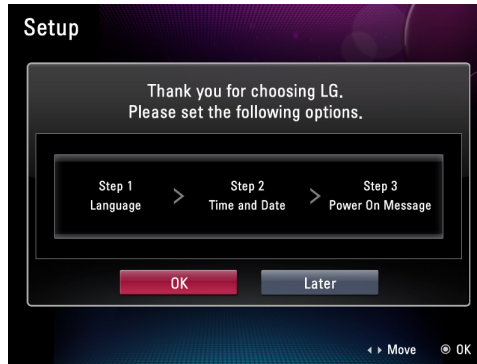 Setup
Thank you for choosing LG.
Please set the following options.
Step 1 > Step 2 > Step 3
Language Time and Date Power On Message
OK Later
Move OK